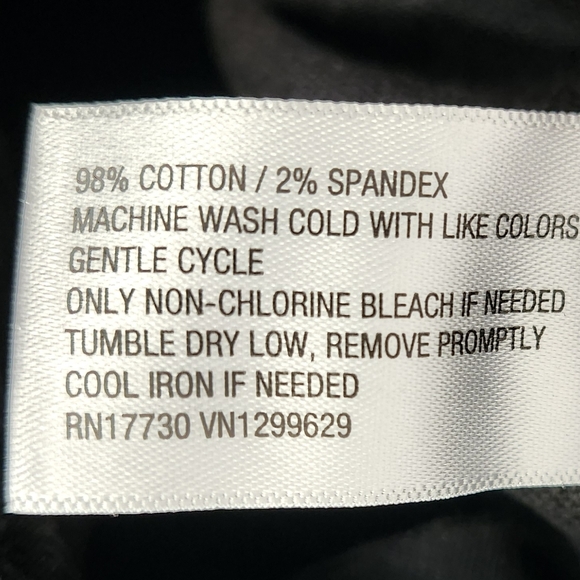 98% COTTON / 2% SPANDEX
MACHINE WASH COLD WITH LIKE COLORS
GENTLE CYCLE
ONLY NON-CHLORINE BLEACH IF NEEDED
TUMBLE DRY LOW, REMOVE PROMPTLY
COOL IRON IF NEEDED
RN17730 VN1299629